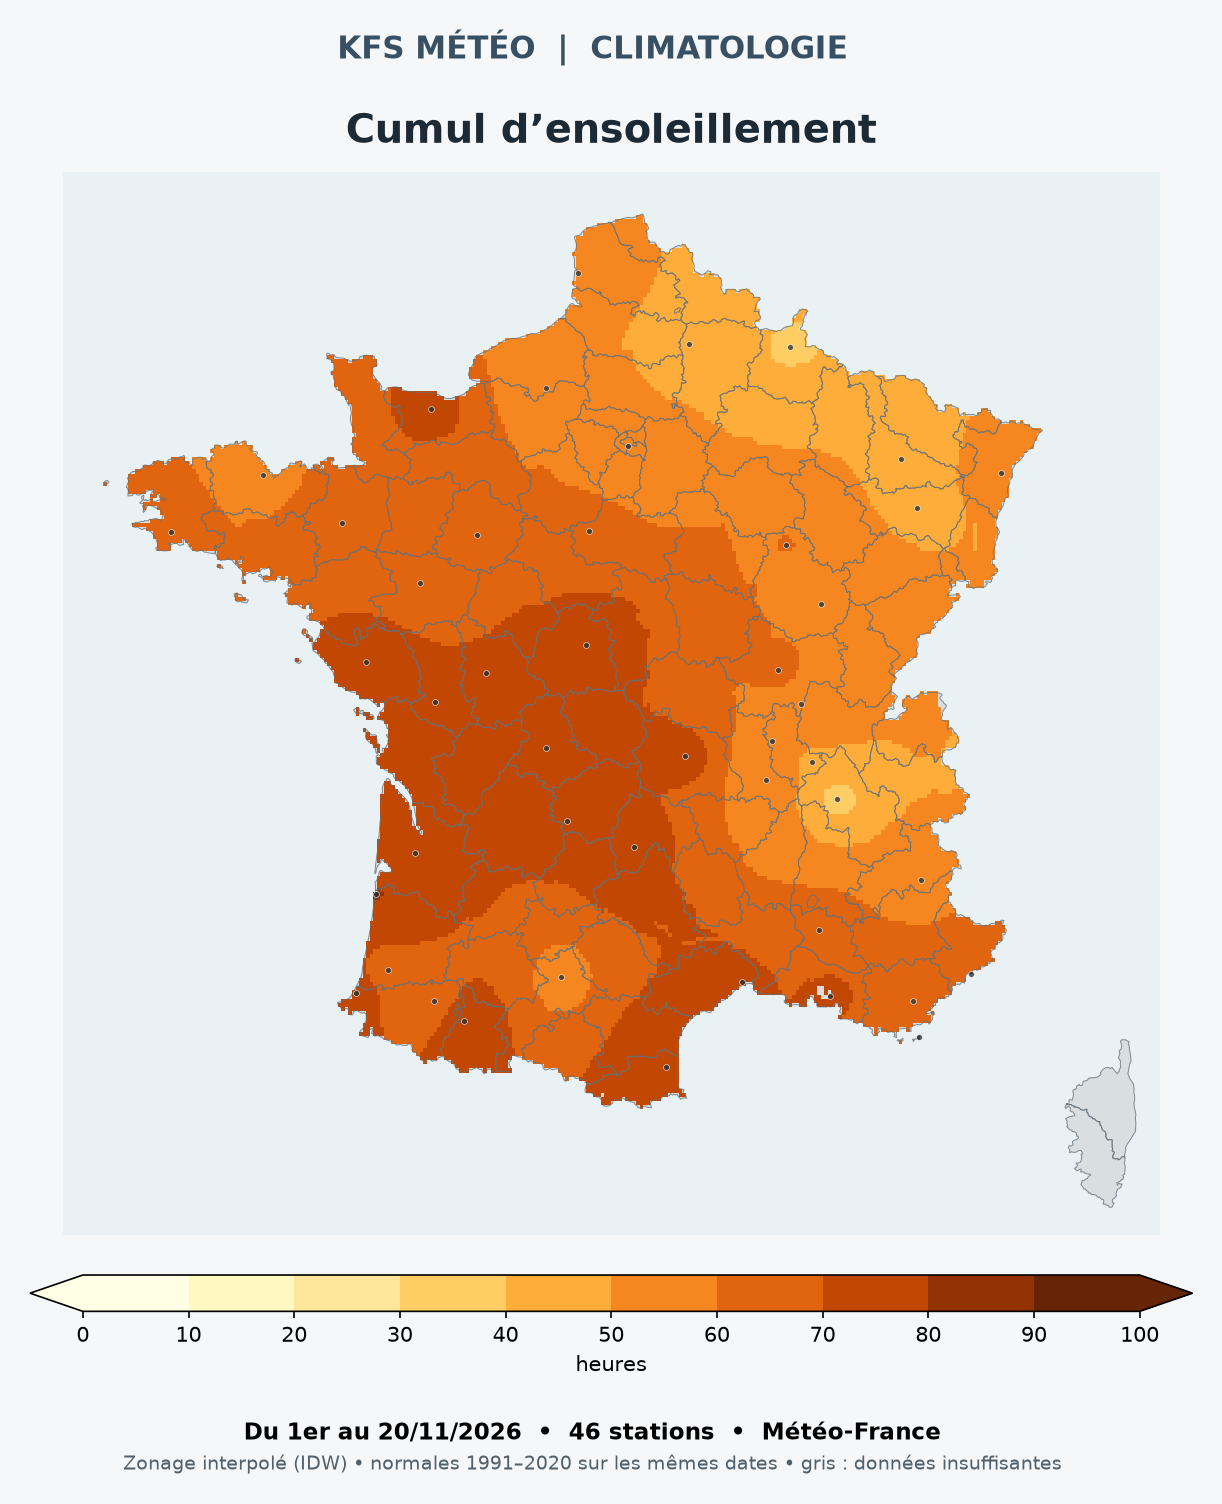 KFS MÉTÉO | CLIMATOLOGIE
Cumul d’ensoleillement
0 10 20 30 40 50 60 70 80 90 100
heures
Du 1er au 20/11/2026 • 46 stations • Météo-France
Zonage interpolé (IDW) • normales 1991–2020 sur les mêmes dates • gris : données insuffisantes